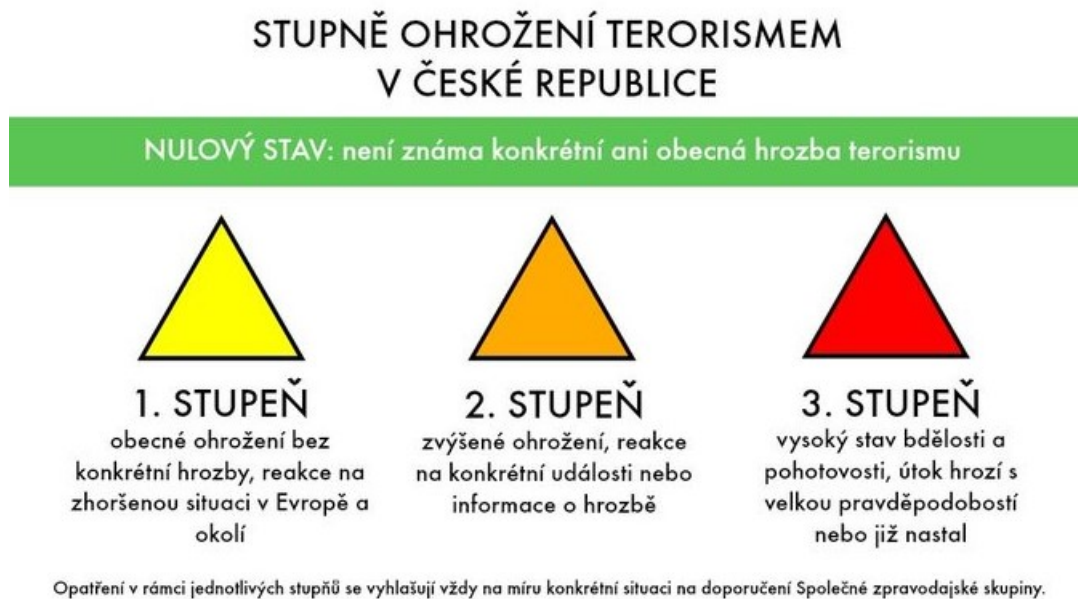 STUPNĚ OHROŽENÍ TERORISMEM
V ČESKÉ REPUBLICE
NULOVÝ STAV: není známa konkrétní ani obecná hrozba terorismu
1. STUPEŇ
obecné ohrožení bez
konkrétní hrozby, reakce na
zhoršenou situaci v Evropě a
okolí
2. STUPEŇ
zvýšené ohrožení, reakce
na konkrétní události nebo
informace o hrozbě
3. STUPEŇ
vysoký stav bdělosti a
pohotovosti, útok hrozí s
velkou pravděpodobostí
nebo již nastal
Opatření v rámci jednotlivých stupňů se vyhlašují vždy na míru konkrétní situaci na doporučení Společné zpravodajské skupiny.